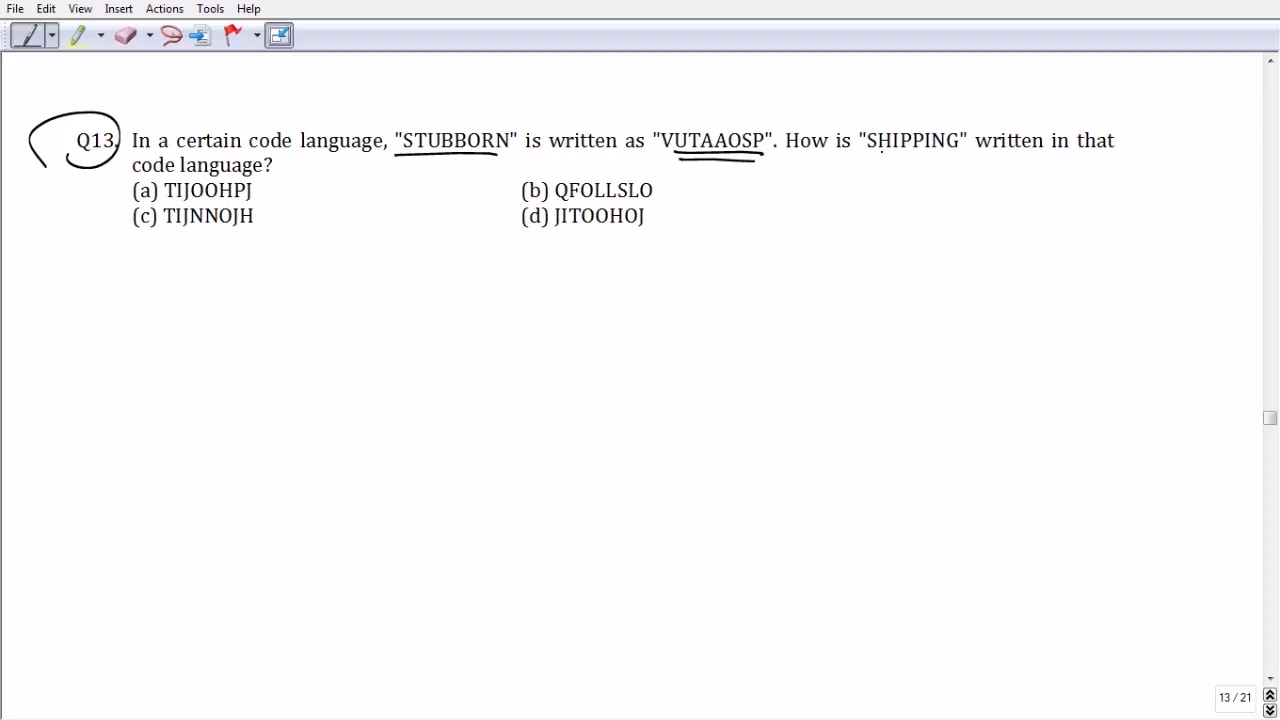 File Edit View Insert Actions Tools Help
Q13. In a certain code language, "STUBBORN" is written as "VUTAAOSP". How is "SHIPPING" written in that
code language?
(a) TIJOOHPJ (b) QFOLLSLO
(c) TIJNNOJH (d) JITOOHOJ
13 / 21